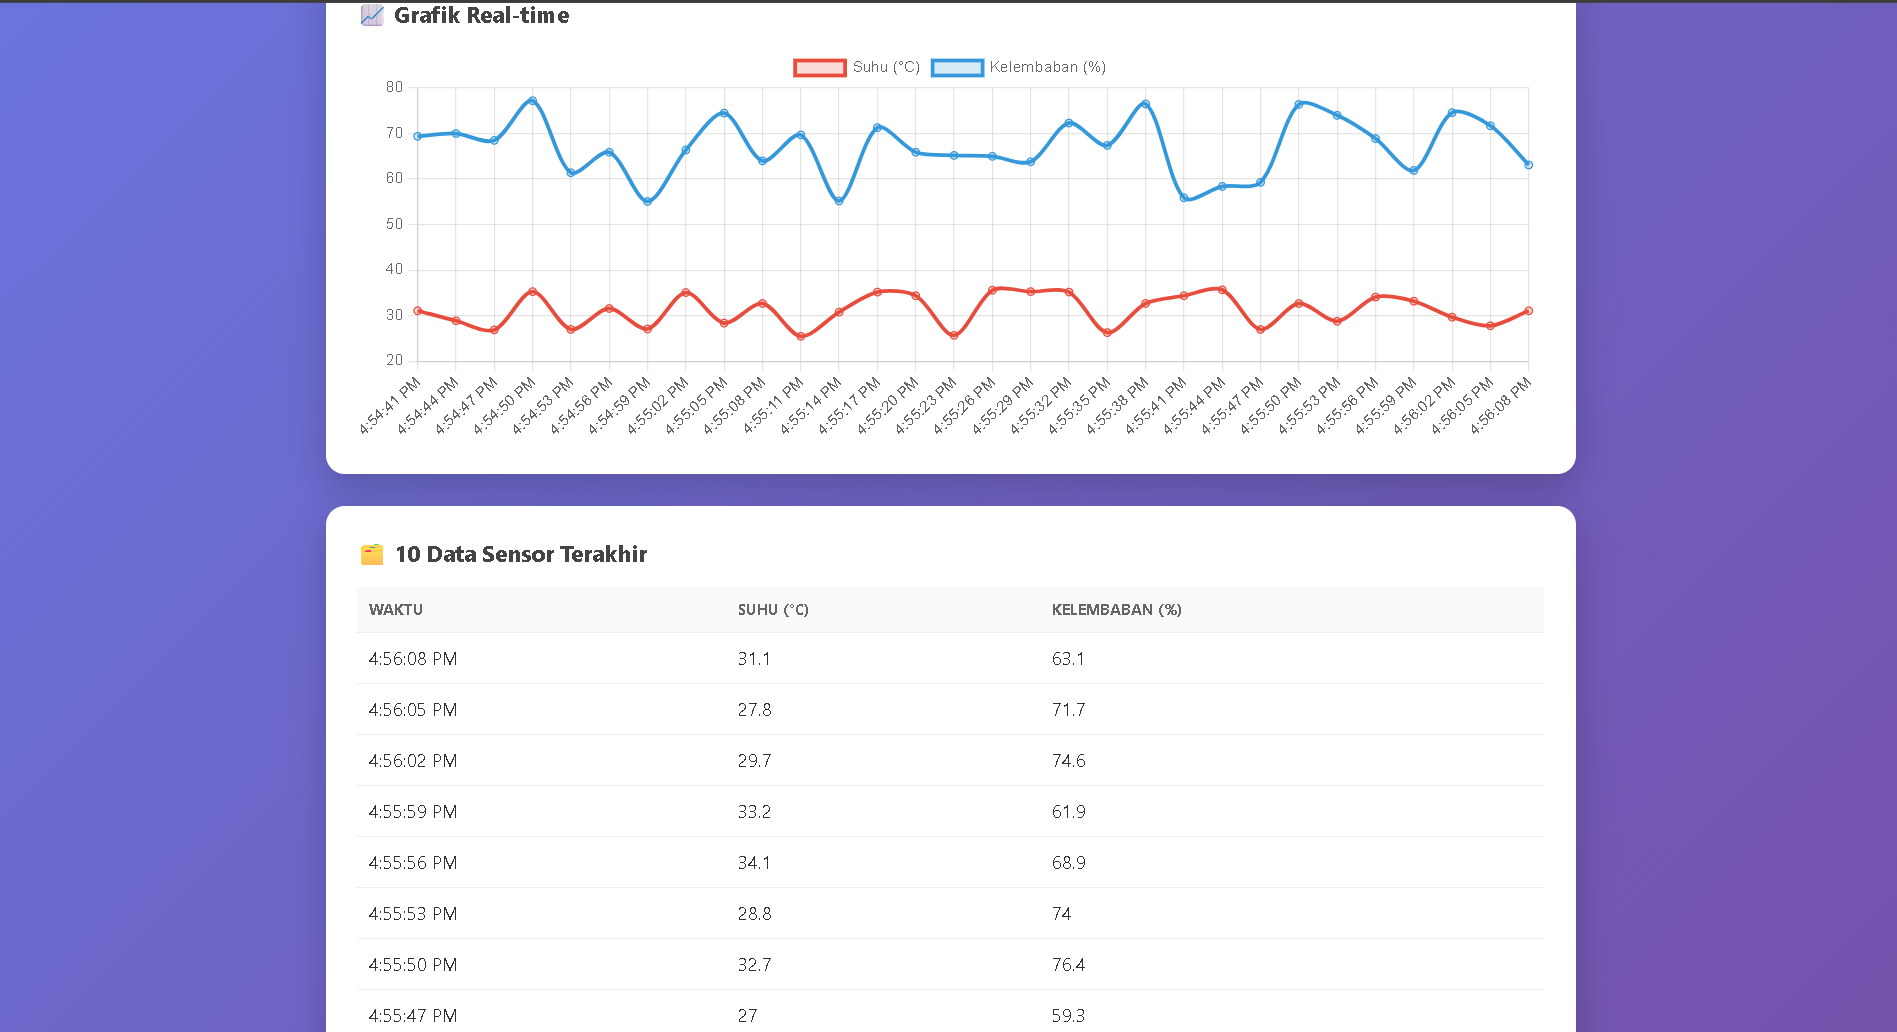 Grafik Real-time
Suhu (°C) Kelembaban (%)
80
70
60
50
40
30
20
4:54:41 PM 4:54:44 PM 4:54:47 PM 4:54:50 PM 4:54:53 PM 4:54:56 PM 4:54:59 PM 4:55:02 PM 4:55:05 PM 4:55:08 PM 4:55:11 PM 4:55:14 PM 4:55:17 PM 4:55:20 PM 4:55:23 PM 4:55:26 PM 4:55:29 PM 4:55:32 PM 4:55:35 PM 4:55:38 PM 4:55:41 PM 4:55:44 PM 4:55:47 PM 4:55:50 PM 4:55:53 PM 4:55:56 PM 4:55:59 PM 4:56:02 PM 4:56:05 PM 4:56:08 PM
10 Data Sensor Terakhir
WAKTU SUHU (°C) KELEMBABAN (%)
4:56:08 PM 31.1 63.1
4:56:05 PM 27.8 71.7
4:56:02 PM 29.7 74.6
4:55:59 PM 33.2 61.9
4:55:56 PM 34.1 68.9
4:55:53 PM 28.8 74
4:55:50 PM 32.7 76.4
4:55:47 PM 27 59.3